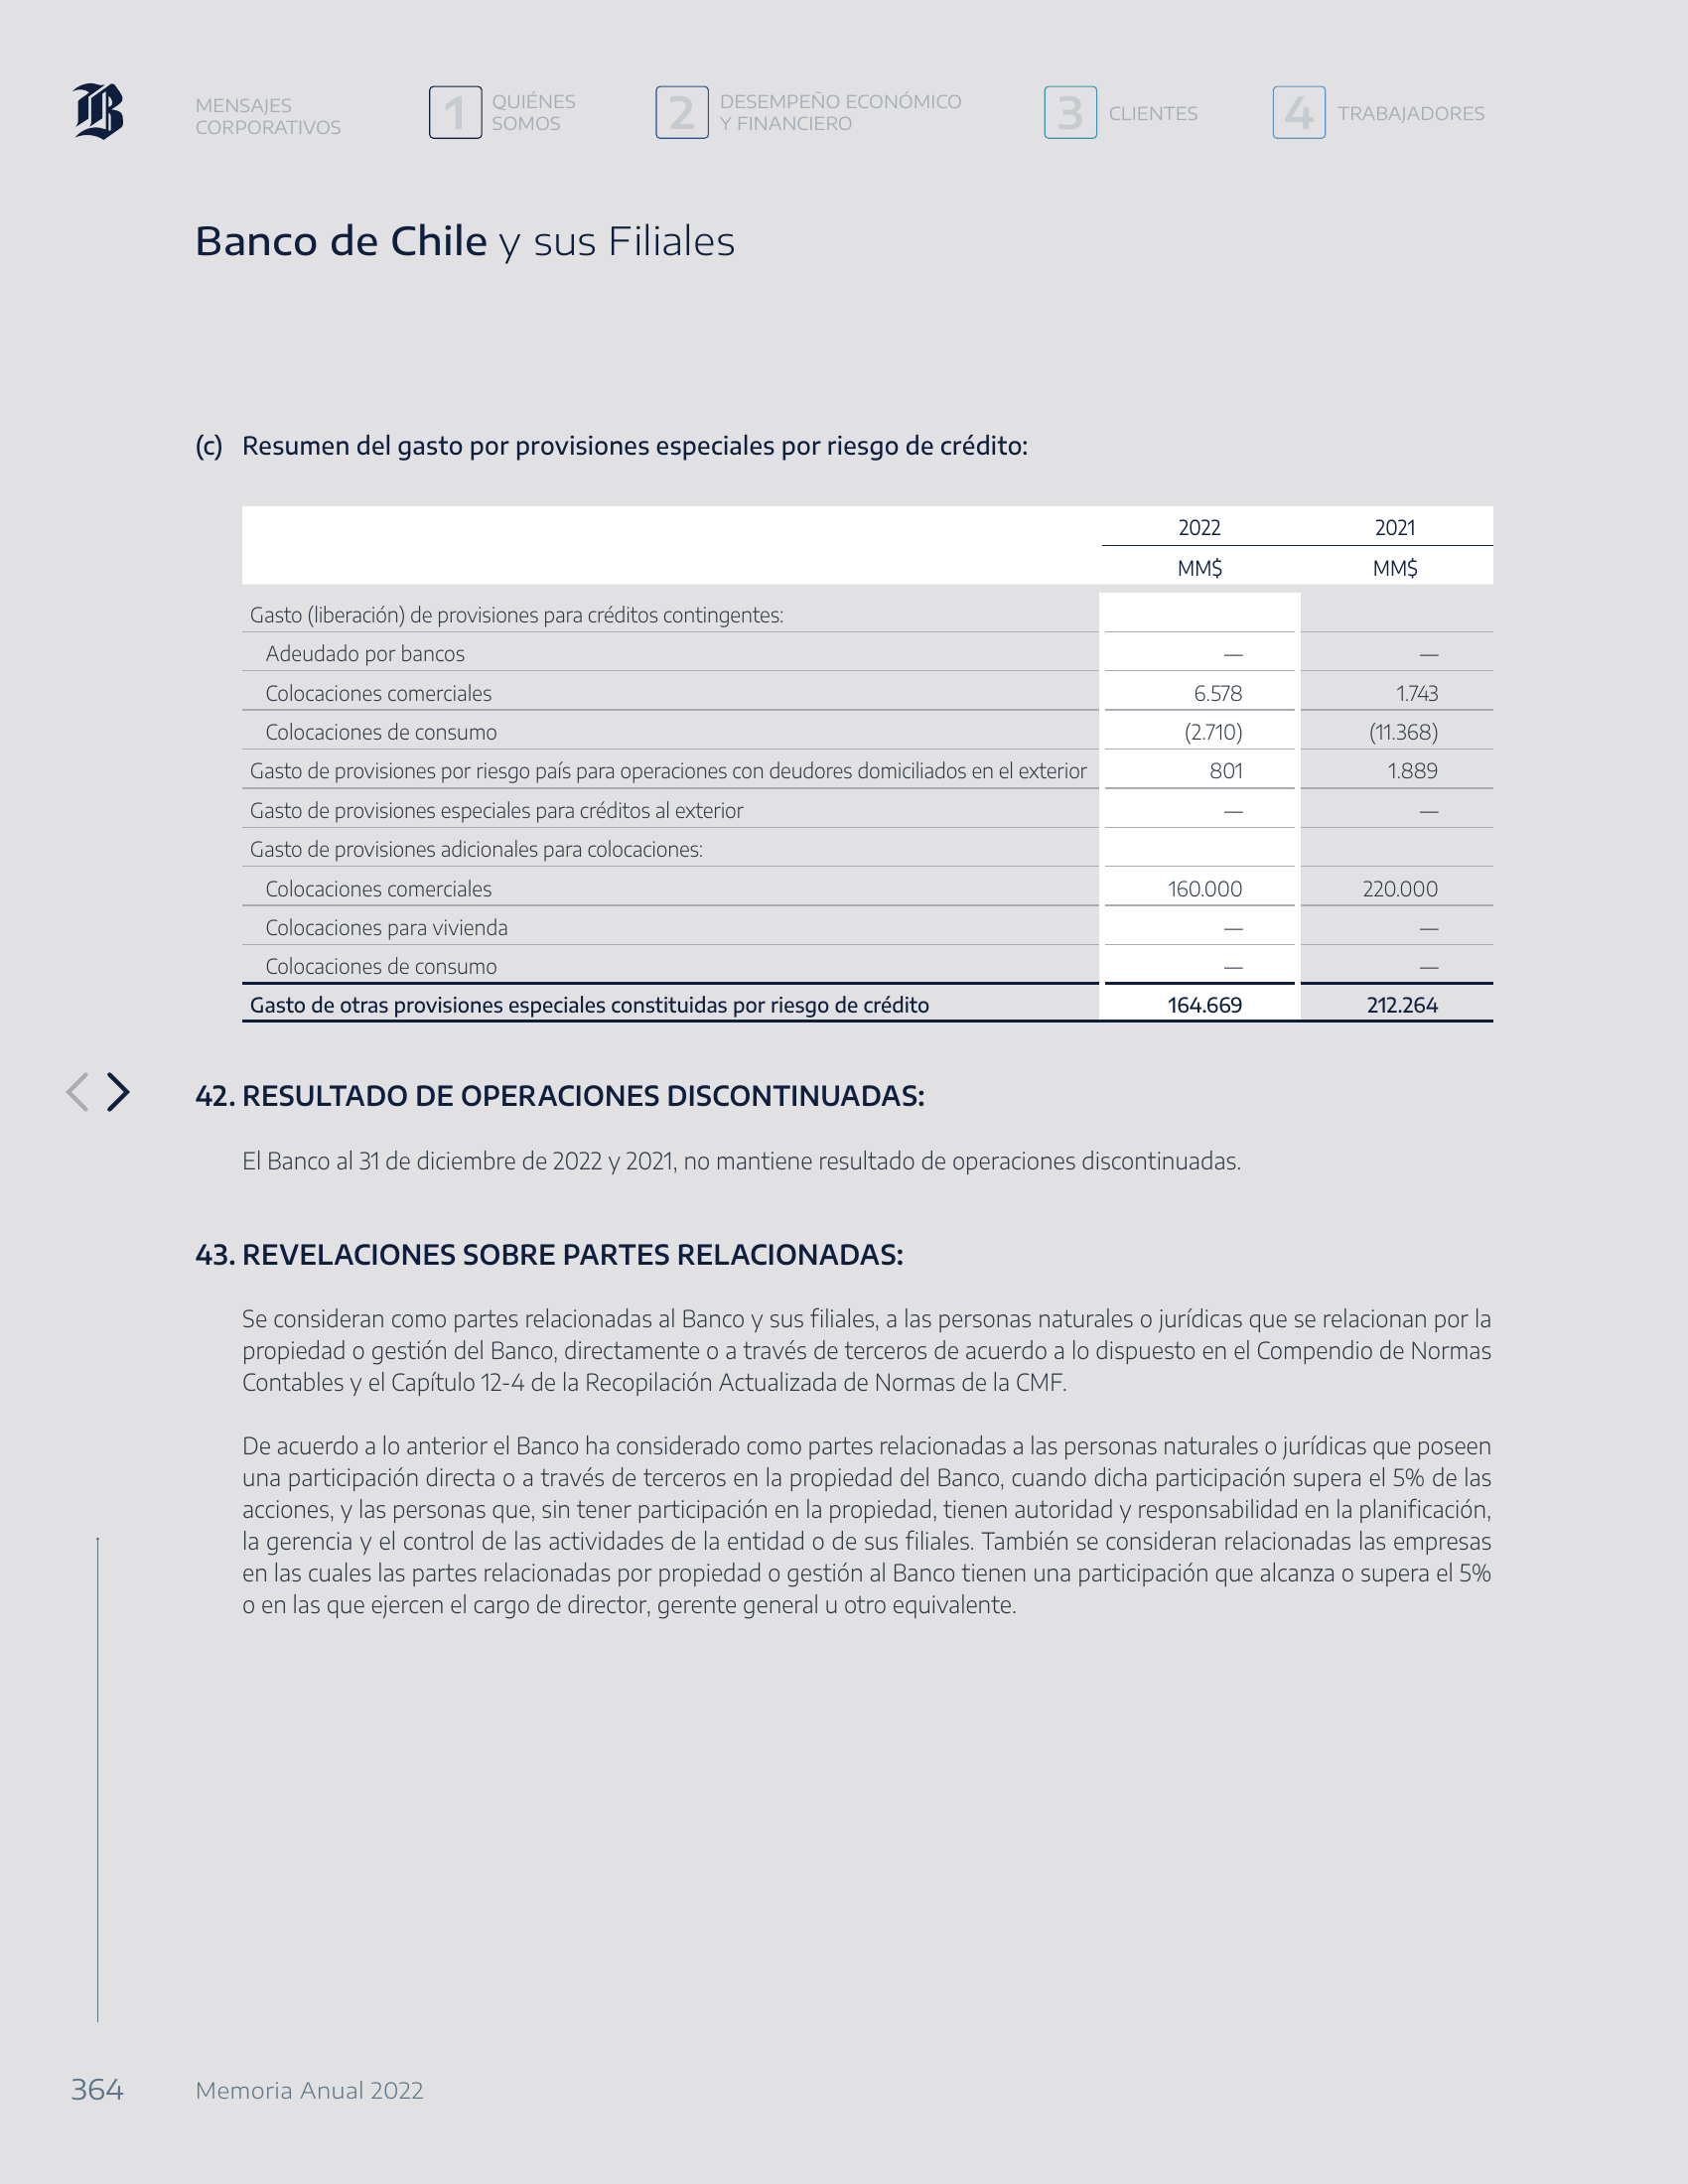 MENSAJES
CORPORATIVOS
1 QUIÉNES
SOMOS
2 DESEMPEÑO ECONÓMICO
Y FINANCIERO
3 CLIENTES
4 TRABAJADORES
Banco de Chile y sus Filiales
(c) Resumen del gasto por provisiones especiales por riesgo de crédito:
2022 2021
MM$ MM$
Gasto (liberación) de provisiones para créditos contingentes:
Adeudado por bancos — —
Colocaciones comerciales 6.578 1.743
Colocaciones de consumo (2.710) (11.368)
Gasto de provisiones por riesgo país para operaciones con deudores domiciliados en el exterior 801 1.889
Gasto de provisiones especiales para créditos al exterior — —
Gasto de provisiones adicionales para colocaciones:
Colocaciones comerciales 160.000 220.000
Colocaciones para vivienda — —
Colocaciones de consumo — —
Gasto de otras provisiones especiales constituidas por riesgo de crédito 164.669 212.264
42. RESULTADO DE OPERACIONES DISCONTINUADAS:
El Banco al 31 de diciembre de 2022 y 2021, no mantiene resultado de operaciones discontinuadas.
43. REVELACIONES SOBRE PARTES RELACIONADAS:
Se consideran como partes relacionadas al Banco y sus filiales, a las personas naturales o jurídicas que se relacionan por la
propiedad o gestión del Banco, directamente o a través de terceros de acuerdo a lo dispuesto en el Compendio de Normas
Contables y el Capítulo 12-4 de la Recopilación Actualizada de Normas de la CMF.
De acuerdo a lo anterior el Banco ha considerado como partes relacionadas a las personas naturales o jurídicas que poseen
una participación directa o a través de terceros en la propiedad del Banco, cuando dicha participación supera el 5% de las
acciones, y las personas que, sin tener participación en la propiedad, tienen autoridad y responsabilidad en la planificación,
la gerencia y el control de las actividades de la entidad o de sus filiales. También se consideran relacionadas las empresas
en las cuales las partes relacionadas por propiedad o gestión al Banco tienen una participación que alcanza o supera el 5%
o en las que ejercen el cargo de director, gerente general u otro equivalente.
364 Memoria Anual 2022